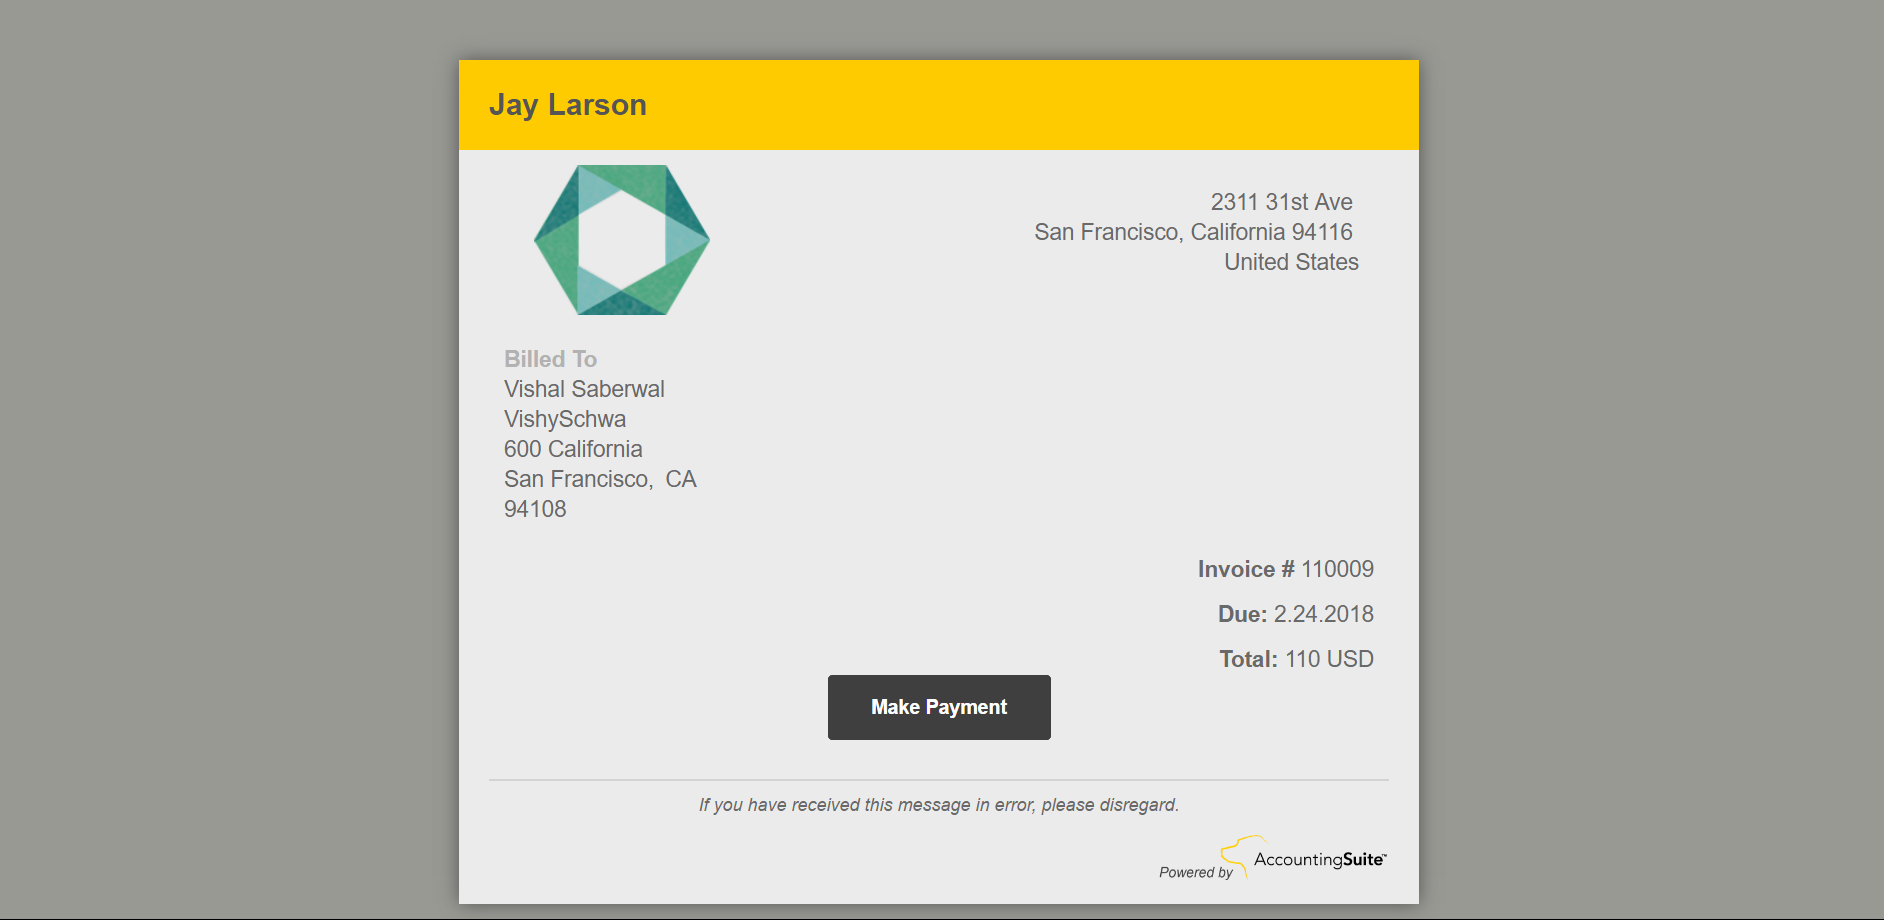 Jay Larson
2311 31st Ave
San Francisco, California 94116
United States
Billed To
Vishal Saberwal
VishySchwa
600 California
San Francisco,  CA
94108
Invoice # 110009
Due: 2.24.2018
Total: 110 USD
Make Payment
If you have received this message in error, please disregard.
Powered by AccountingSuite™